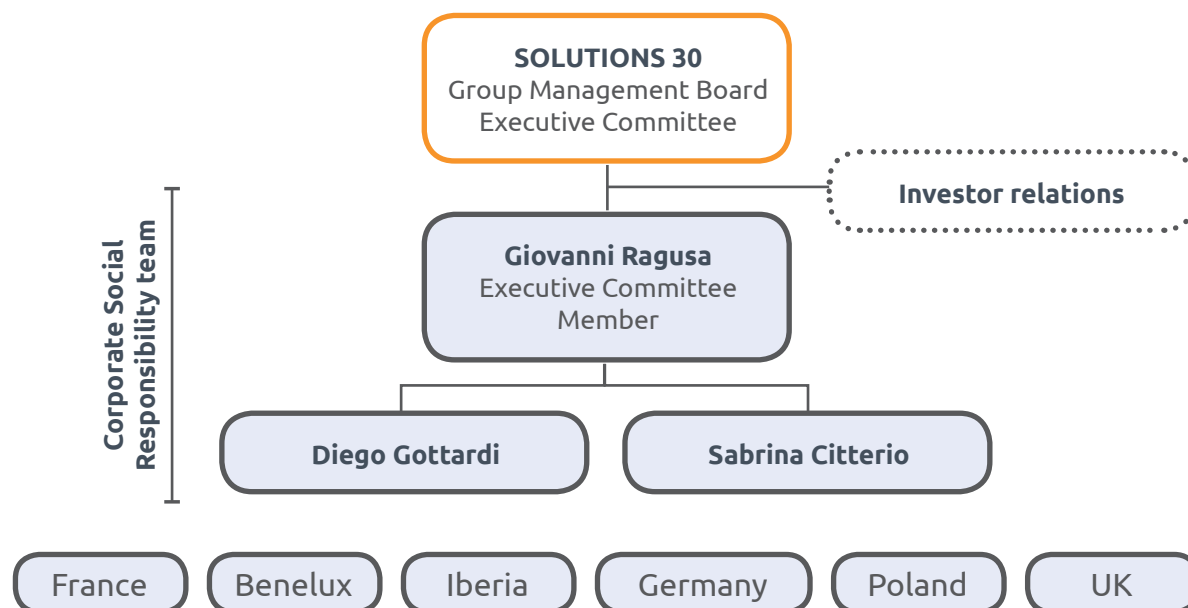 SOLUTIONS 30
Group Management Board
Executive Committee
Investor relations
Corporate Social
Responsibility team
Giovanni Ragusa
Executive Committee
Member
Diego Gottardi
Sabrina Citterio
France
Benelux
Iberia
Germany
Poland
UK